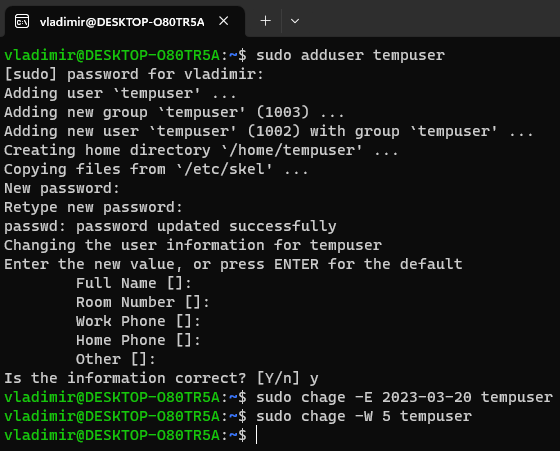 vladimir@DESKTOP-O80TR5A
vladimir@DESKTOP-O80TR5A:~$ sudo adduser tempuser
[sudo] password for vladimir:
Adding user `tempuser' ...
Adding new group `tempuser' (1003) ...
Adding new user `tempuser' (1002) with group `tempuser' ...
Creating home directory `/home/tempuser' ...
Copying files from `/etc/skel' ...
New password:
Retype new password:
passwd: password updated successfully
Changing the user information for tempuser
Enter the new value, or press ENTER for the default
Full Name []:
Room Number []:
Work Phone []:
Home Phone []:
Other []:
Is the information correct? [Y/n] y
vladimir@DESKTOP-O80TR5A:~$ sudo chage -E 2023-03-20 tempuser
vladimir@DESKTOP-O80TR5A:~$ sudo chage -W 5 tempuser
vladimir@DESKTOP-O80TR5A:~$